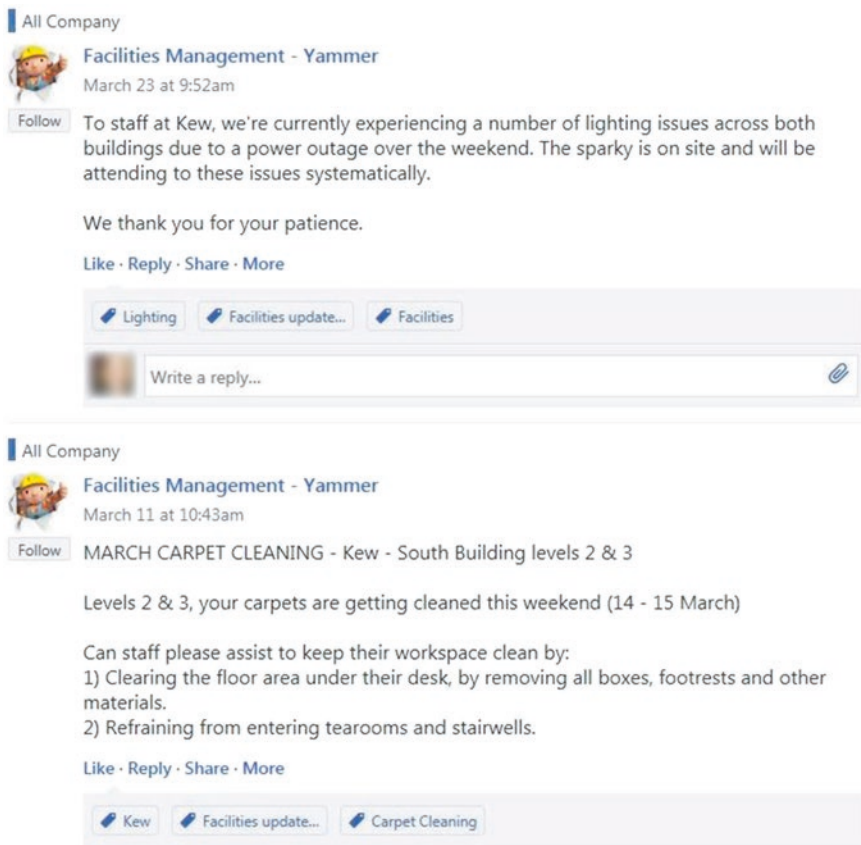 All Company
Facilities Management - Yammer
March 23 at 9:52am
Follow
To staff at Kew, we're currently experiencing a number of lighting issues across both
buildings due to a power outage over the weekend. The sparky is on site and will be
attending to these issues systematically.
We thank you for your patience.
Like · Reply · Share · More
Lighting Facilities update... Facilities
Write a reply...
All Company
Facilities Management - Yammer
March 11 at 10:43am
Follow
MARCH CARPET CLEANING - Kew - South Building levels 2 & 3
Levels 2 & 3, your carpets are getting cleaned this weekend (14 - 15 March)
Can staff please assist to keep their workspace clean by:
1) Clearing the floor area under their desk, by removing all boxes, footrests and other
materials.
2) Refraining from entering tearooms and stairwells.
Like · Reply · Share · More
Kew Facilities update... Carpet Cleaning